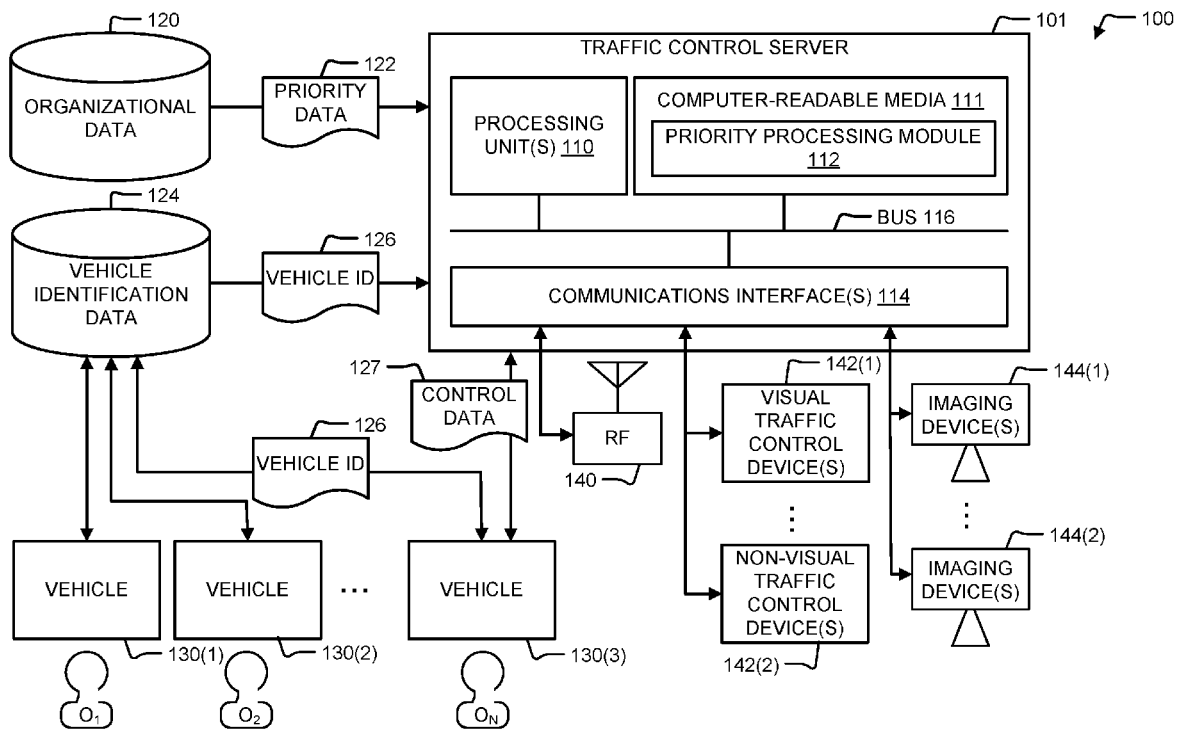 120
101
100
TRAFFIC CONTROL SERVER
122
ORGANIZATIONAL
DATA
PRIORITY
DATA
PROCESSING
UNIT(S) 110
COMPUTER-READABLE MEDIA 111
PRIORITY PROCESSING MODULE
112
124
BUS 116
126
VEHICLE
IDENTIFICATION
DATA
VEHICLE ID
COMMUNICATIONS INTERFACE(S) 114
127
CONTROL
DATA
142(1)
144(1)
126
VEHICLE ID
RF
140
VISUAL
TRAFFIC
CONTROL
DEVICE(S)
IMAGING
DEVICE(S)
...
...
144(2)
VEHICLE
VEHICLE
...
VEHICLE
NON-VISUAL
TRAFFIC
CONTROL
DEVICE(S)
IMAGING
DEVICE(S)
130(1)
130(2)
130(3)
142(2)
O1
O2
ON